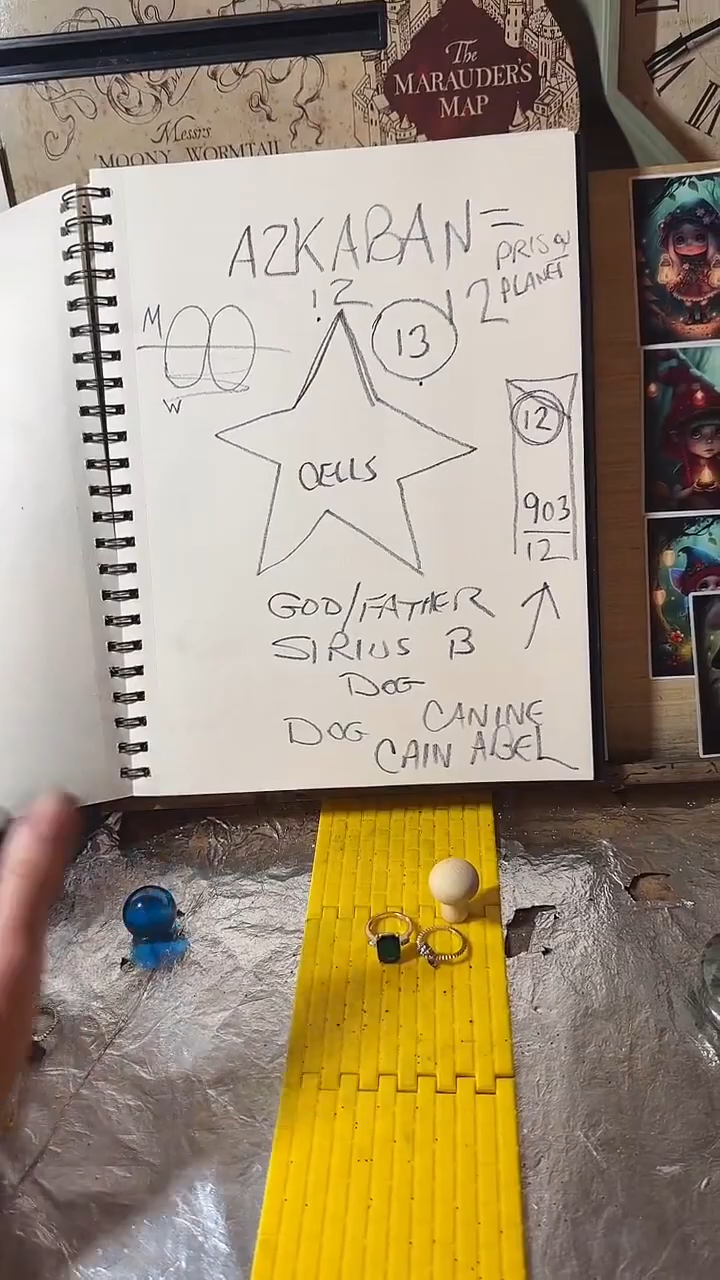 The
MARAUDER'S
MAP
Messrs
MOONY WORMTAIL
AZKABAN =
PRISON
PLANET
12
12
M
13
W
12
CELLS
903
12
GOD/FATHER
SIRIUS B
DOG
CANINE
DOG
CAIN ABEL